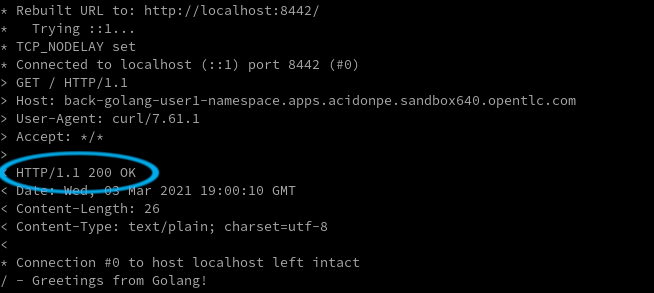 * Rebuilt URL to: http://localhost:8442/
*   Trying ::1...
* TCP_NODELAY set
* Connected to localhost (::1) port 8442 (#0)
> GET / HTTP/1.1
> Host: back-golang-user1-namespace.apps.acidonpe.sandbox640.opentlc.com
> User-Agent: curl/7.61.1
> Accept: */*
>
< HTTP/1.1 200 OK
< Date: Wed, 03 Mar 2021 19:00:10 GMT
< Content-Length: 26
< Content-Type: text/plain; charset=utf-8
<
* Connection #0 to host localhost left intact
/ - Greetings from Golang!